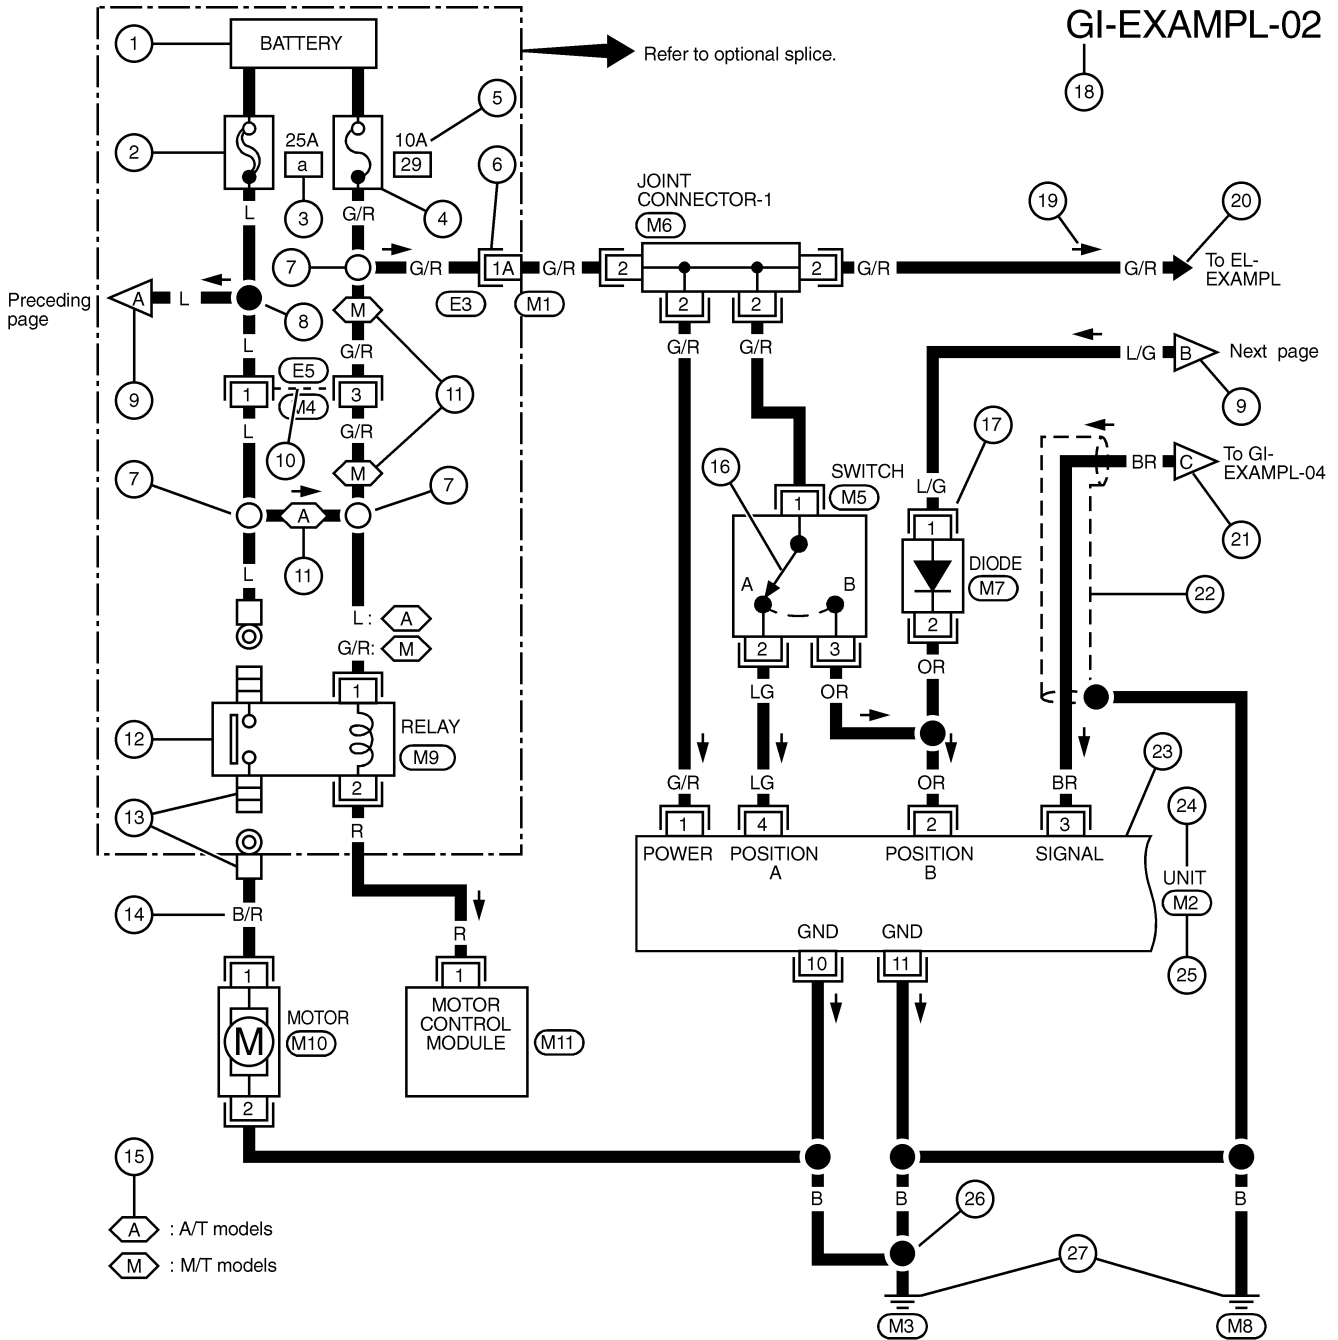 GI-EXAMPL-02
18
1
BATTERY
Refer to optional splice.
5
2
25A
a
10A
29
6
3
4
JOINT
CONNECTOR-1
M6
19
20
L
G/R
7
G/R
1A
G/R
2
2
G/R
G/R
To EL-
EXAMPL
Preceding
page
A
L
8
M
E3
M1
2
2
L
G/R
G/R
G/R
L/G
B
Next page
9
E5
1
3
M4
11
9
L
G/R
10
17
BR
C
To GI-
EXAMPL-04
7
M
7
16
SWITCH
M5
1
L/G
1
21
A
11
L
A
B
DIODE
M7
22
L :
A
G/R:
M
2
3
2
1
LG
OR
OR
12
RELAY
M9
2
13
R
G/R
LG
OR
BR
23
24
1
4
2
3
POWER
POSITION
A
POSITION
B
SIGNAL
UNIT
M2
14
B/R
R
GND
GND
10
11
25
1
1
M
MOTOR
M10
MOTOR
CONTROL
MODULE
M11
2
15
B
B
26
B
A
: A/T models
M
: M/T models
27
M3
M8